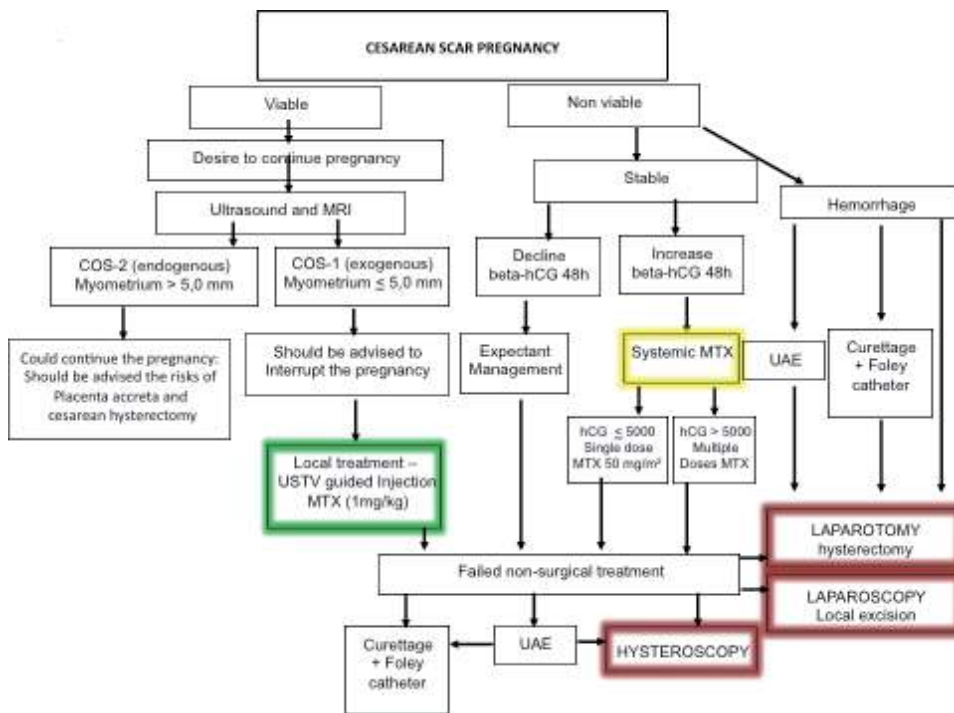 CESAREAN SCAR PREGNANCY
Viable
Non viable
Desire to continue pregnancy
Stable
Ultrasound and MRI
Hemorrhage
COS-2 (endogenous)
Myometrium > 5,0 mm
COS-1 (exogenous)
Myometrium ≤ 5,0 mm
Decline
beta-hCG 48h
Increase
beta-hCG 48h
Could continue the pregnancy:
Should be advised the risks of
Placenta accreta and
cesarean hysterectomy
Should be advised to
Interrupt the pregnancy
Expectant
Management
Systemic MTX
UAE
Curettage
+ Foley
catheter
hCG ≤ 5000
Single dose
MTX 50 mg/m²
hCG > 5000
Multiple
Doses MTX
Local treatment –
USTV guided Injection
MTX (1mg/kg)
LAPAROTOMY
hysterectomy
Failed non-surgical treatment
LAPAROSCOPY
Local excision
Curettage
+ Foley
catheter
UAE
HYSTEROSCOPY